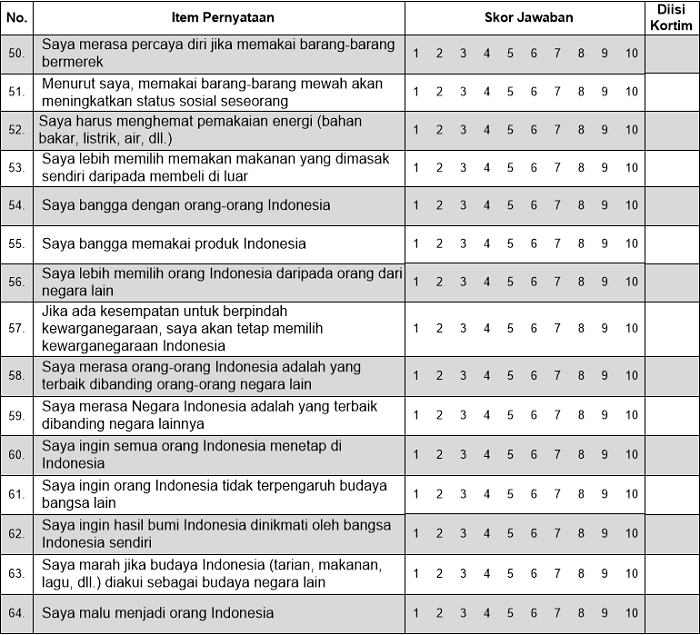 No. Item Pernyataan Skor Jawaban Diisi
Kortim
50. Saya merasa percaya diri jika memakai barang-barang
bermerek 1 2 3 4 5 6 7 8 9 10
51. Menurut saya, memakai barang-barang mewah akan
meningkatkan status sosial seseorang 1 2 3 4 5 6 7 8 9 10
52. Saya harus menghemat pemakaian energi (bahan
bakar, listrik, air, dll.) 1 2 3 4 5 6 7 8 9 10
53. Saya lebih memilih memakan makanan yang dimasak
sendiri daripada membeli di luar 1 2 3 4 5 6 7 8 9 10
54. Saya bangga dengan orang-orang Indonesia 1 2 3 4 5 6 7 8 9 10
55. Saya bangga memakai produk Indonesia 1 2 3 4 5 6 7 8 9 10
56. Saya lebih memilih orang Indonesia daripada orang dari
negara lain 1 2 3 4 5 6 7 8 9 10
57. Jika ada kesempatan untuk berpindah
kewarganegaraan, saya akan tetap memilih
kewarganegaraan Indonesia 1 2 3 4 5 6 7 8 9 10
58. Saya merasa orang-orang Indonesia adalah yang
terbaik dibanding orang-orang negara lain 1 2 3 4 5 6 7 8 9 10
59. Saya merasa Negara Indonesia adalah yang terbaik
dibanding negara lainnya 1 2 3 4 5 6 7 8 9 10
60. Saya ingin semua orang Indonesia menetap di
Indonesia 1 2 3 4 5 6 7 8 9 10
61. Saya ingin orang Indonesia tidak terpengaruh budaya
bangsa lain 1 2 3 4 5 6 7 8 9 10
62. Saya ingin hasil bumi Indonesia dinikmati oleh bangsa
Indonesia sendiri 1 2 3 4 5 6 7 8 9 10
63. Saya marah jika budaya Indonesia (tarian, makanan,
lagu, dll.) diakui sebagai budaya negara lain 1 2 3 4 5 6 7 8 9 10
64. Saya malu menjadi orang Indonesia 1 2 3 4 5 6 7 8 9 10